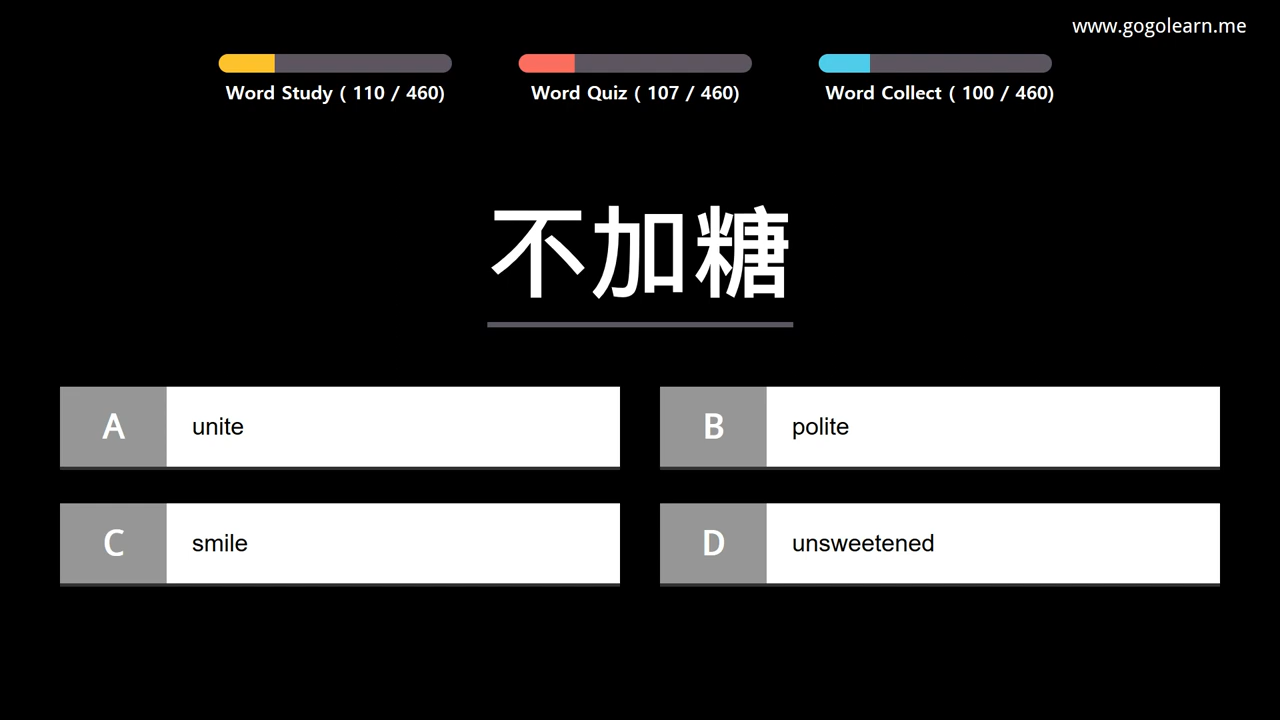 www.gogolearn.me
Word Study ( 110 / 460)
Word Quiz ( 107 / 460)
Word Collect ( 100 / 460)
不加糖
A unite
B polite
C smile
D unsweetened